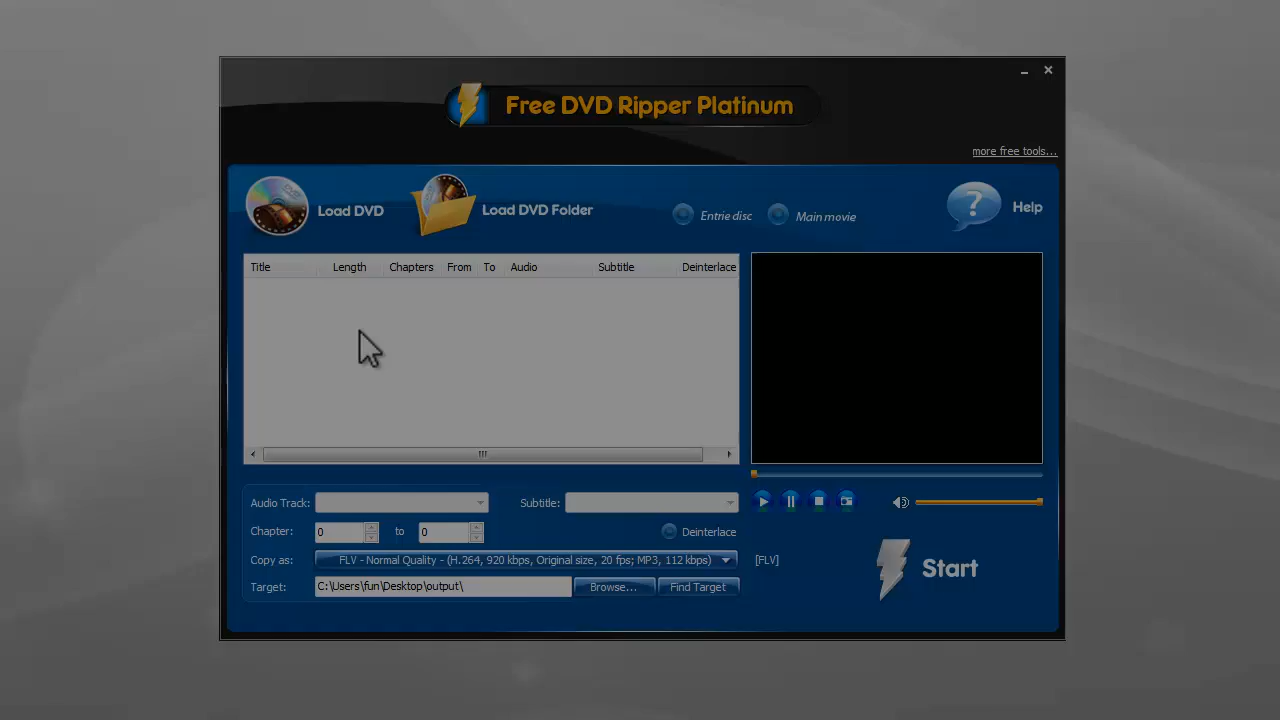 Free DVD Ripper Platinum
more free tools...
Load DVD
Load DVD Folder
Entrie disc
Main movie
Help
Title Length Chapters From To Audio Subtitle Deinterlace
Audio Track:
Subtitle:
Chapter: 0 to 0
Deinterlace
Copy as: FLV - Normal Quality - (H.264, 920 kbps, Original size, 20 fps; MP3, 112 kbps) [FLV]
Target: C:\Users\fun\Desktop\output\ Browse... Find Target
Start